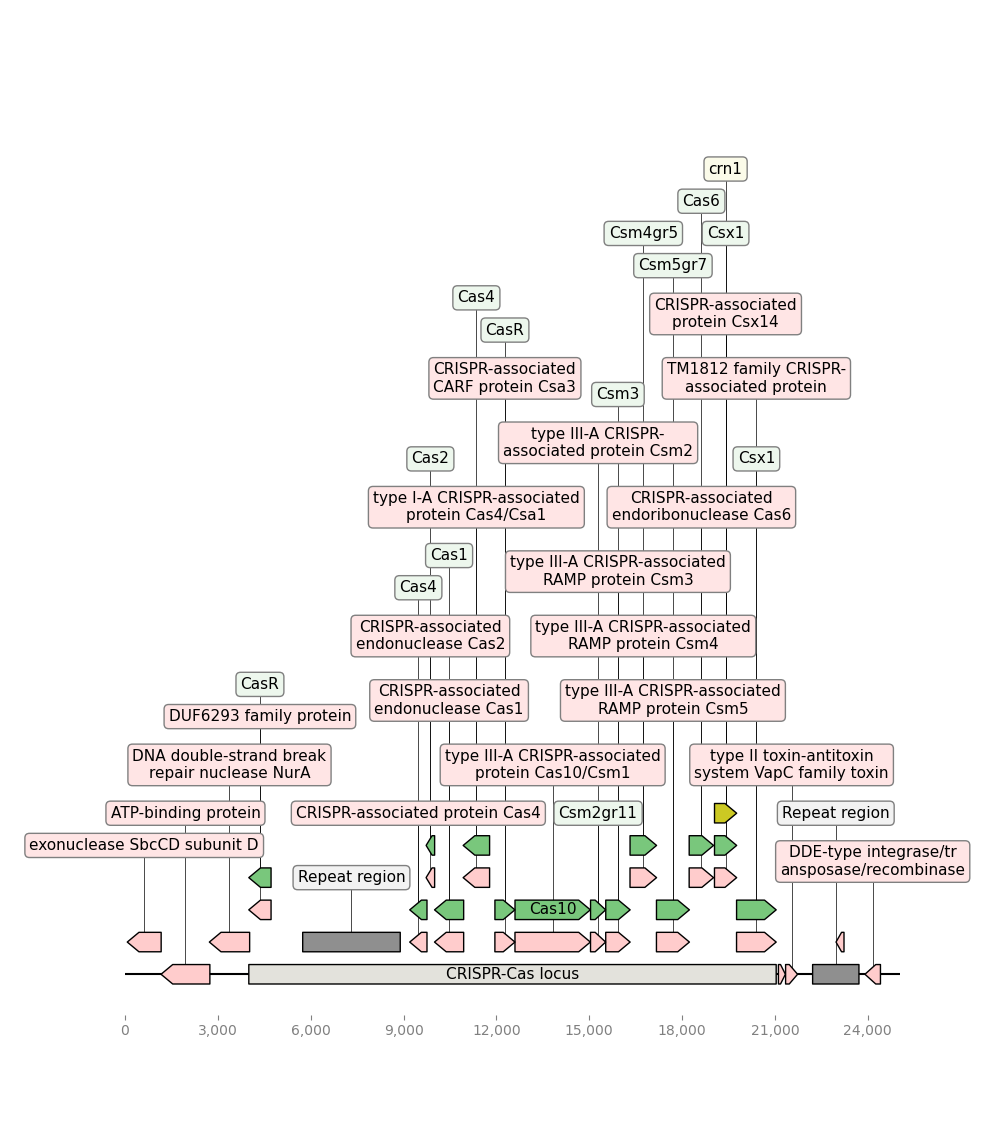 crn1
Cas6
Csm4gr5
Csx1
Csm5gr7
Cas4
CRISPR-associated
protein Csx14
CasR
CRISPR-associated
CARF protein Csa3
TM1812 family CRISPR-
associated protein
Csm3
type III-A CRISPR-
associated protein Csm2
Cas2
Csx1
type I-A CRISPR-associated
protein Cas4/Csa1
CRISPR-associated
endoribonuclease Cas6
Cas1
type III-A CRISPR-associated
RAMP protein Csm3
Cas4
CRISPR-associated
endonuclease Cas2
type III-A CRISPR-associated
RAMP protein Csm4
CasR
CRISPR-associated
endonuclease Cas1
type III-A CRISPR-associated
RAMP protein Csm5
DUF6293 family protein
DNA double-strand break
repair nuclease NurA
type III-A CRISPR-associated
protein Cas10/Csm1
type II toxin-antitoxin
system VapC family toxin
ATP-binding protein
CRISPR-associated protein Cas4
Csm2gr11
Repeat region
exonuclease SbcCD subunit D
DDE-type integrase/tr
ansposase/recombinase
Repeat region
Cas10
CRISPR-Cas locus
0
3,000
6,000
9,000
12,000
15,000
18,000
21,000
24,000